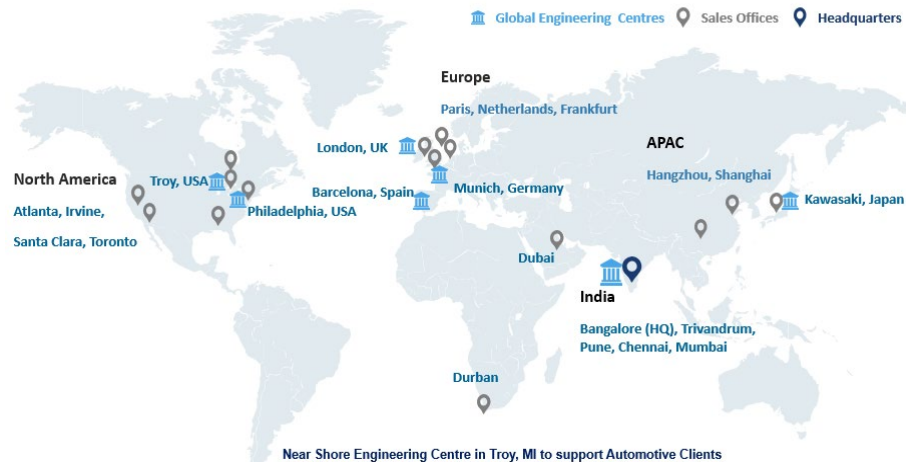 Global Engineering Centres
Sales Offices
Headquarters
Europe
Paris, Netherlands, Frankfurt
London, UK
APAC
Hangzhou, Shanghai
North America
Troy, USA
Barcelona, Spain
Munich, Germany
Kawasaki, Japan
Atlanta, Irvine,
Philadelphia, USA
Santa Clara, Toronto
Dubai
India
Bangalore (HQ), Trivandrum,
Pune, Chennai, Mumbai
Durban
Near Shore Engineering Centre in Troy, MI to support Automotive Clients